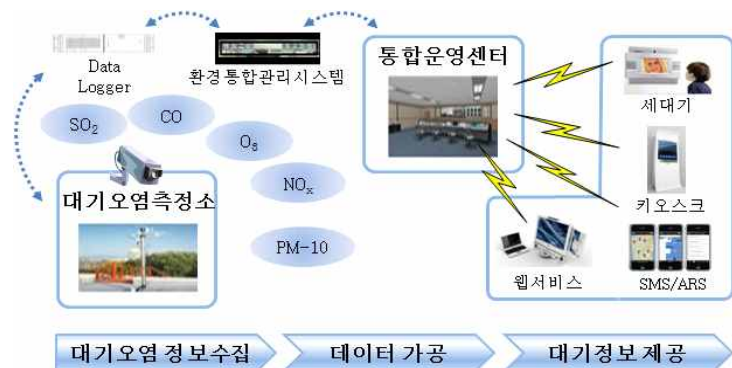 Data
Logger
환경통합관리시스템
통합운영센터
세대기
SO₂
CO
O₈
NOₓ
PM-10
대기오염측정소
키오스크
웹서비스
SMS/ARS
대기오염 정보수집
데이터 가공
대기정보 제공